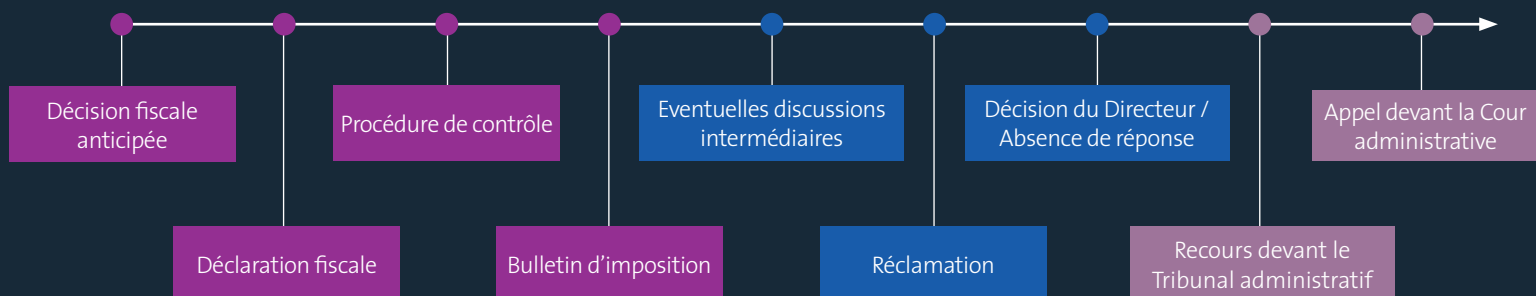 Décision fiscale
anticipée
Procédure de contrôle
Eventuelles discussions
intermédiaires
Décision du Directeur /
Absence de réponse
Appel devant la Cour
administrative
Déclaration fiscale
Bulletin d’imposition
Réclamation
Recours devant le
Tribunal administratif